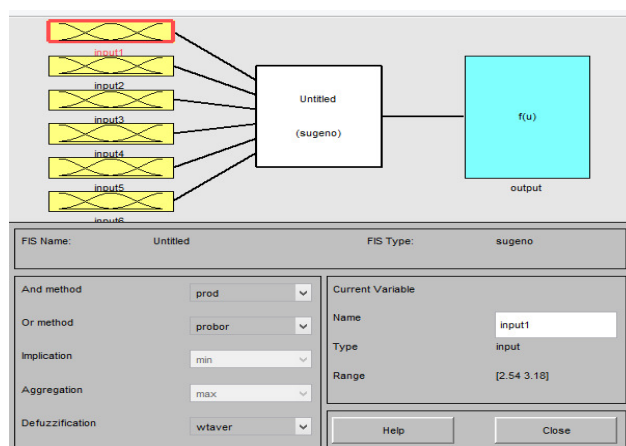 input1
input2
input3
input4
input5
input6
Untitled
(sugeno)
f(u)
output
FIS Name: Untitled FIS Type: sugeno
And method prod
Or method probor
Implication min
Aggregation max
Defuzzification wtaver
Current Variable
Name input1
Type input
Range [2.54 3.18]
Help Close